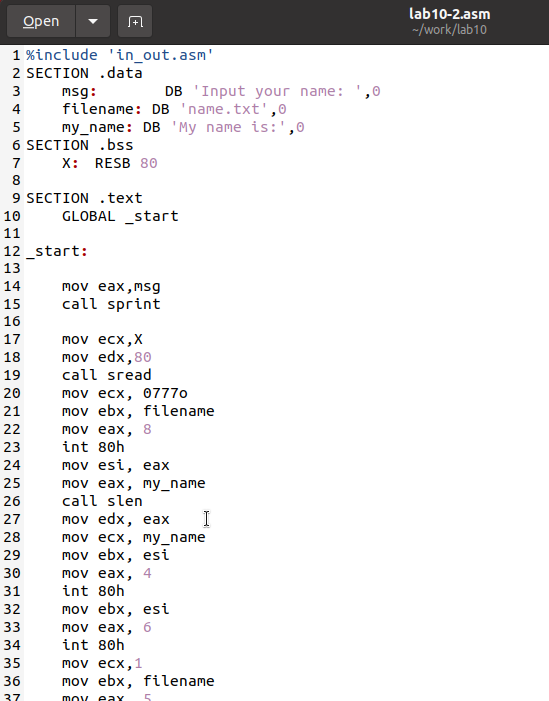 Open
lab10-2.asm
~/work/lab10
1 %include 'in_out.asm'
2 SECTION .data
3     msg:        DB 'Input your name: ',0
4     filename: DB 'name.txt',0
5     my_name: DB 'My name is:',0
6 SECTION .bss
7     X:  RESB 80
8
9 SECTION .text
10     GLOBAL _start
11
12 _start:
13
14     mov eax,msg
15     call sprint
16
17     mov ecx,X
18     mov edx,80
19     call sread
20     mov ecx, 0777o
21     mov ebx, filename
22     mov eax, 8
23     int 80h
24     mov esi, eax
25     mov eax, my_name
26     call slen
27     mov edx, eax
28     mov ecx, my_name
29     mov ebx, esi
30     mov eax, 4
31     int 80h
32     mov ebx, esi
33     mov eax, 6
34     int 80h
35     mov ecx,1
36     mov ebx, filename
37     mov eax, 5